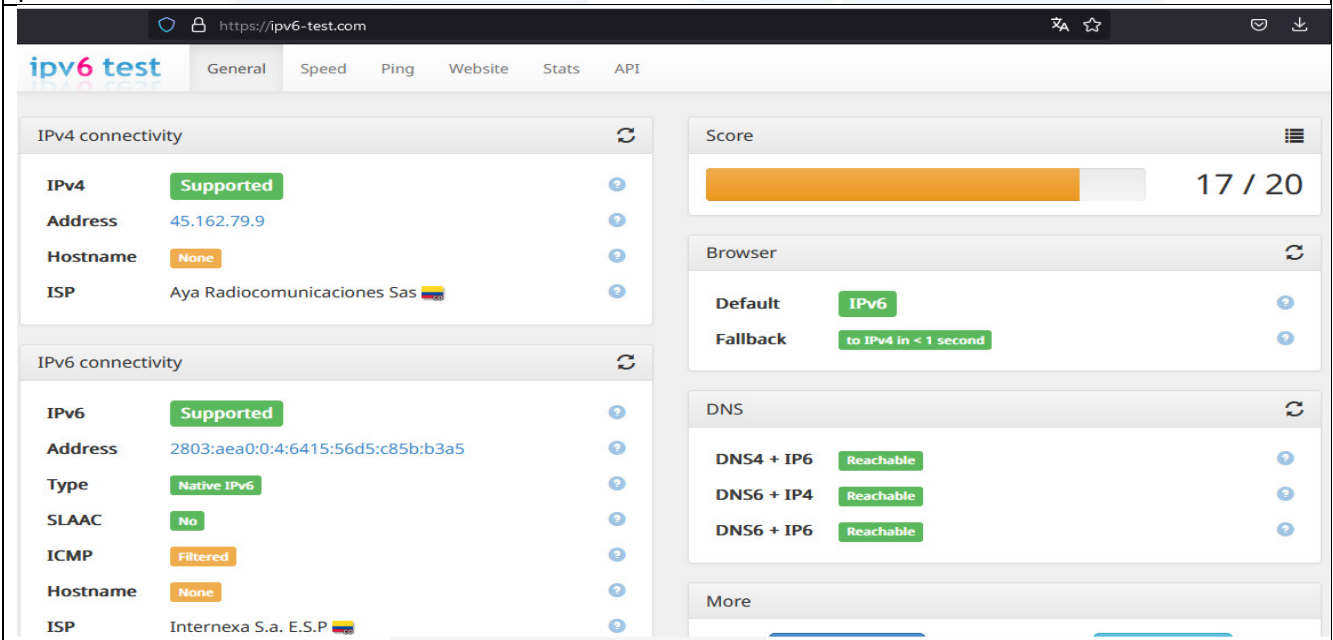 https://ipv6-test.com
ipv6 test
General Speed Ping Website Stats API
IPv4 connectivity
IPv4 Supported
Address 45.162.79.9
Hostname None
ISP Aya Radiocomunicaciones Sas
IPv6 connectivity
IPv6 Supported
Address 2803:aea0:0:4:6415:56d5:c85b:b3a5
Type Native IPv6
SLAAC No
ICMP Filtered
Hostname None
ISP Internexa S.a. E.S.P
Score
17 / 20
Browser
Default IPv6
Fallback to IPv4 in < 1 second
DNS
DNS4 + IP6 Reachable
DNS6 + IP4 Reachable
DNS6 + IP6 Reachable
More